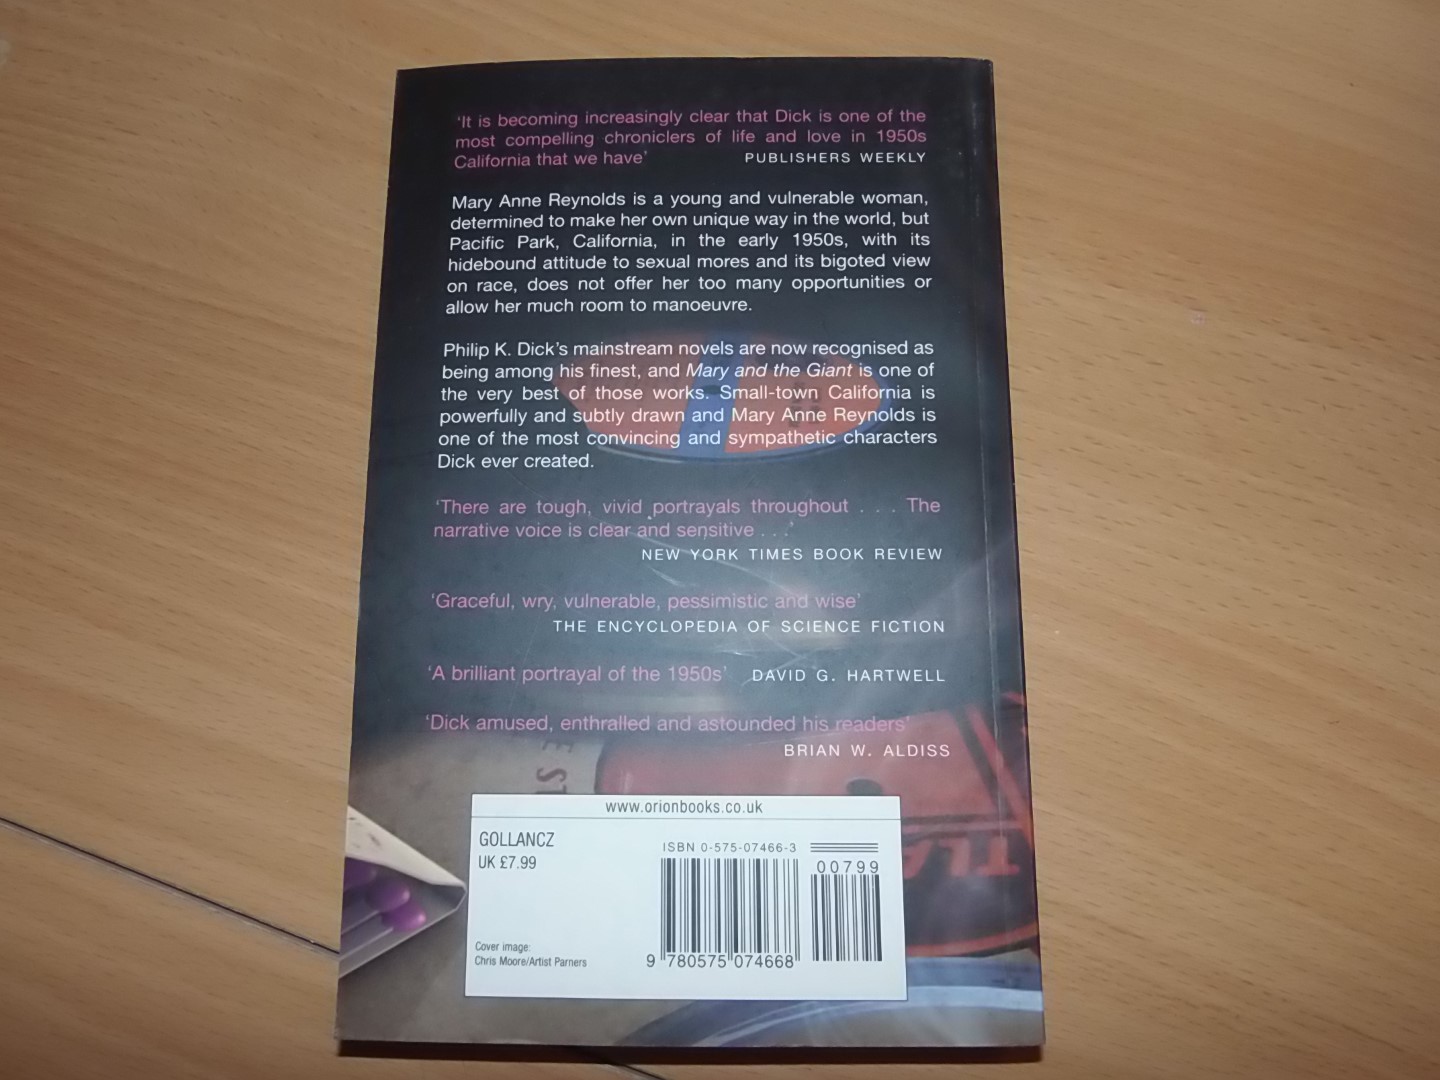 ‘It is becoming increasingly clear that Dick is one of the
most compelling chroniclers of life and love in 1950s
California that we have’ PUBLISHERS WEEKLY
Mary Anne Reynolds is a young and vulnerable woman,
determined to make her own unique way in the world, but
Pacific Park, California, in the early 1950s, with its
hidebound attitude to sexual mores and its bigoted view
on race, does not offer her too many opportunities or
allow her much room to manoeuvre.
Philip K. Dick’s mainstream novels are now recognised as
being among his finest, and Mary and the Giant is one of
the very best of those works. Small-town California is
powerfully and subtly drawn and Mary Anne Reynolds is
one of the most convincing and sympathetic characters
Dick ever created.
‘There are tough, vivid portrayals throughout . . . The
narrative voice is clear and sensitive . . .’
NEW YORK TIMES BOOK REVIEW
‘Graceful, wry, vulnerable, pessimistic and wise’
THE ENCYCLOPEDIA OF SCIENCE FICTION
‘A brilliant portrayal of the 1950s’ DAVID G. HARTWELL
‘Dick amused, enthralled and astounded his readers’
BRIAN W. ALDISS
www.orionbooks.co.uk
GOLLANCZ
UK £7.99
ISBN 0-575-07466-3
00799
Cover image:
Chris Moore/Artist Parners
9 780575 074668